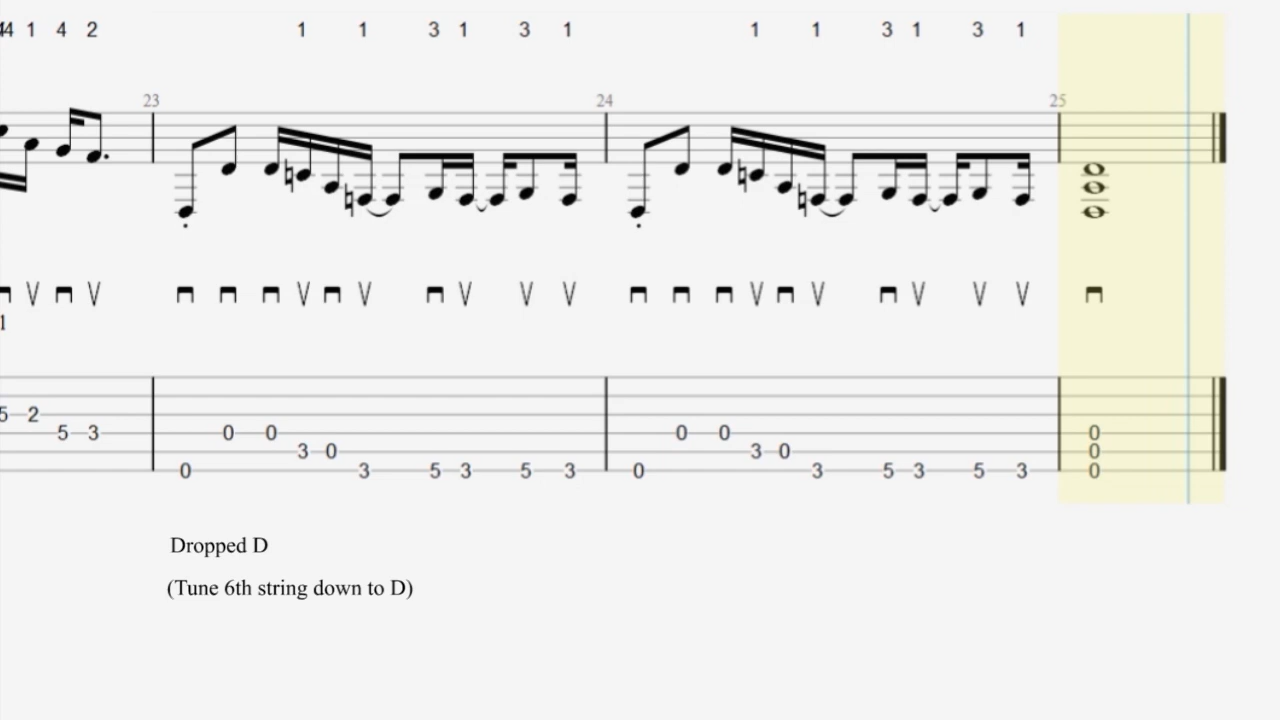 4 1 4 2 1 1 3 1 3 1 1 1 3 1 3 1
23 24 25
1
5 2
5 3 0 0 0 0 0
3 0 3 0 0
0 3 5 3 5 3 0 3 5 3 5 3 0
Dropped D
(Tune 6th string down to D)